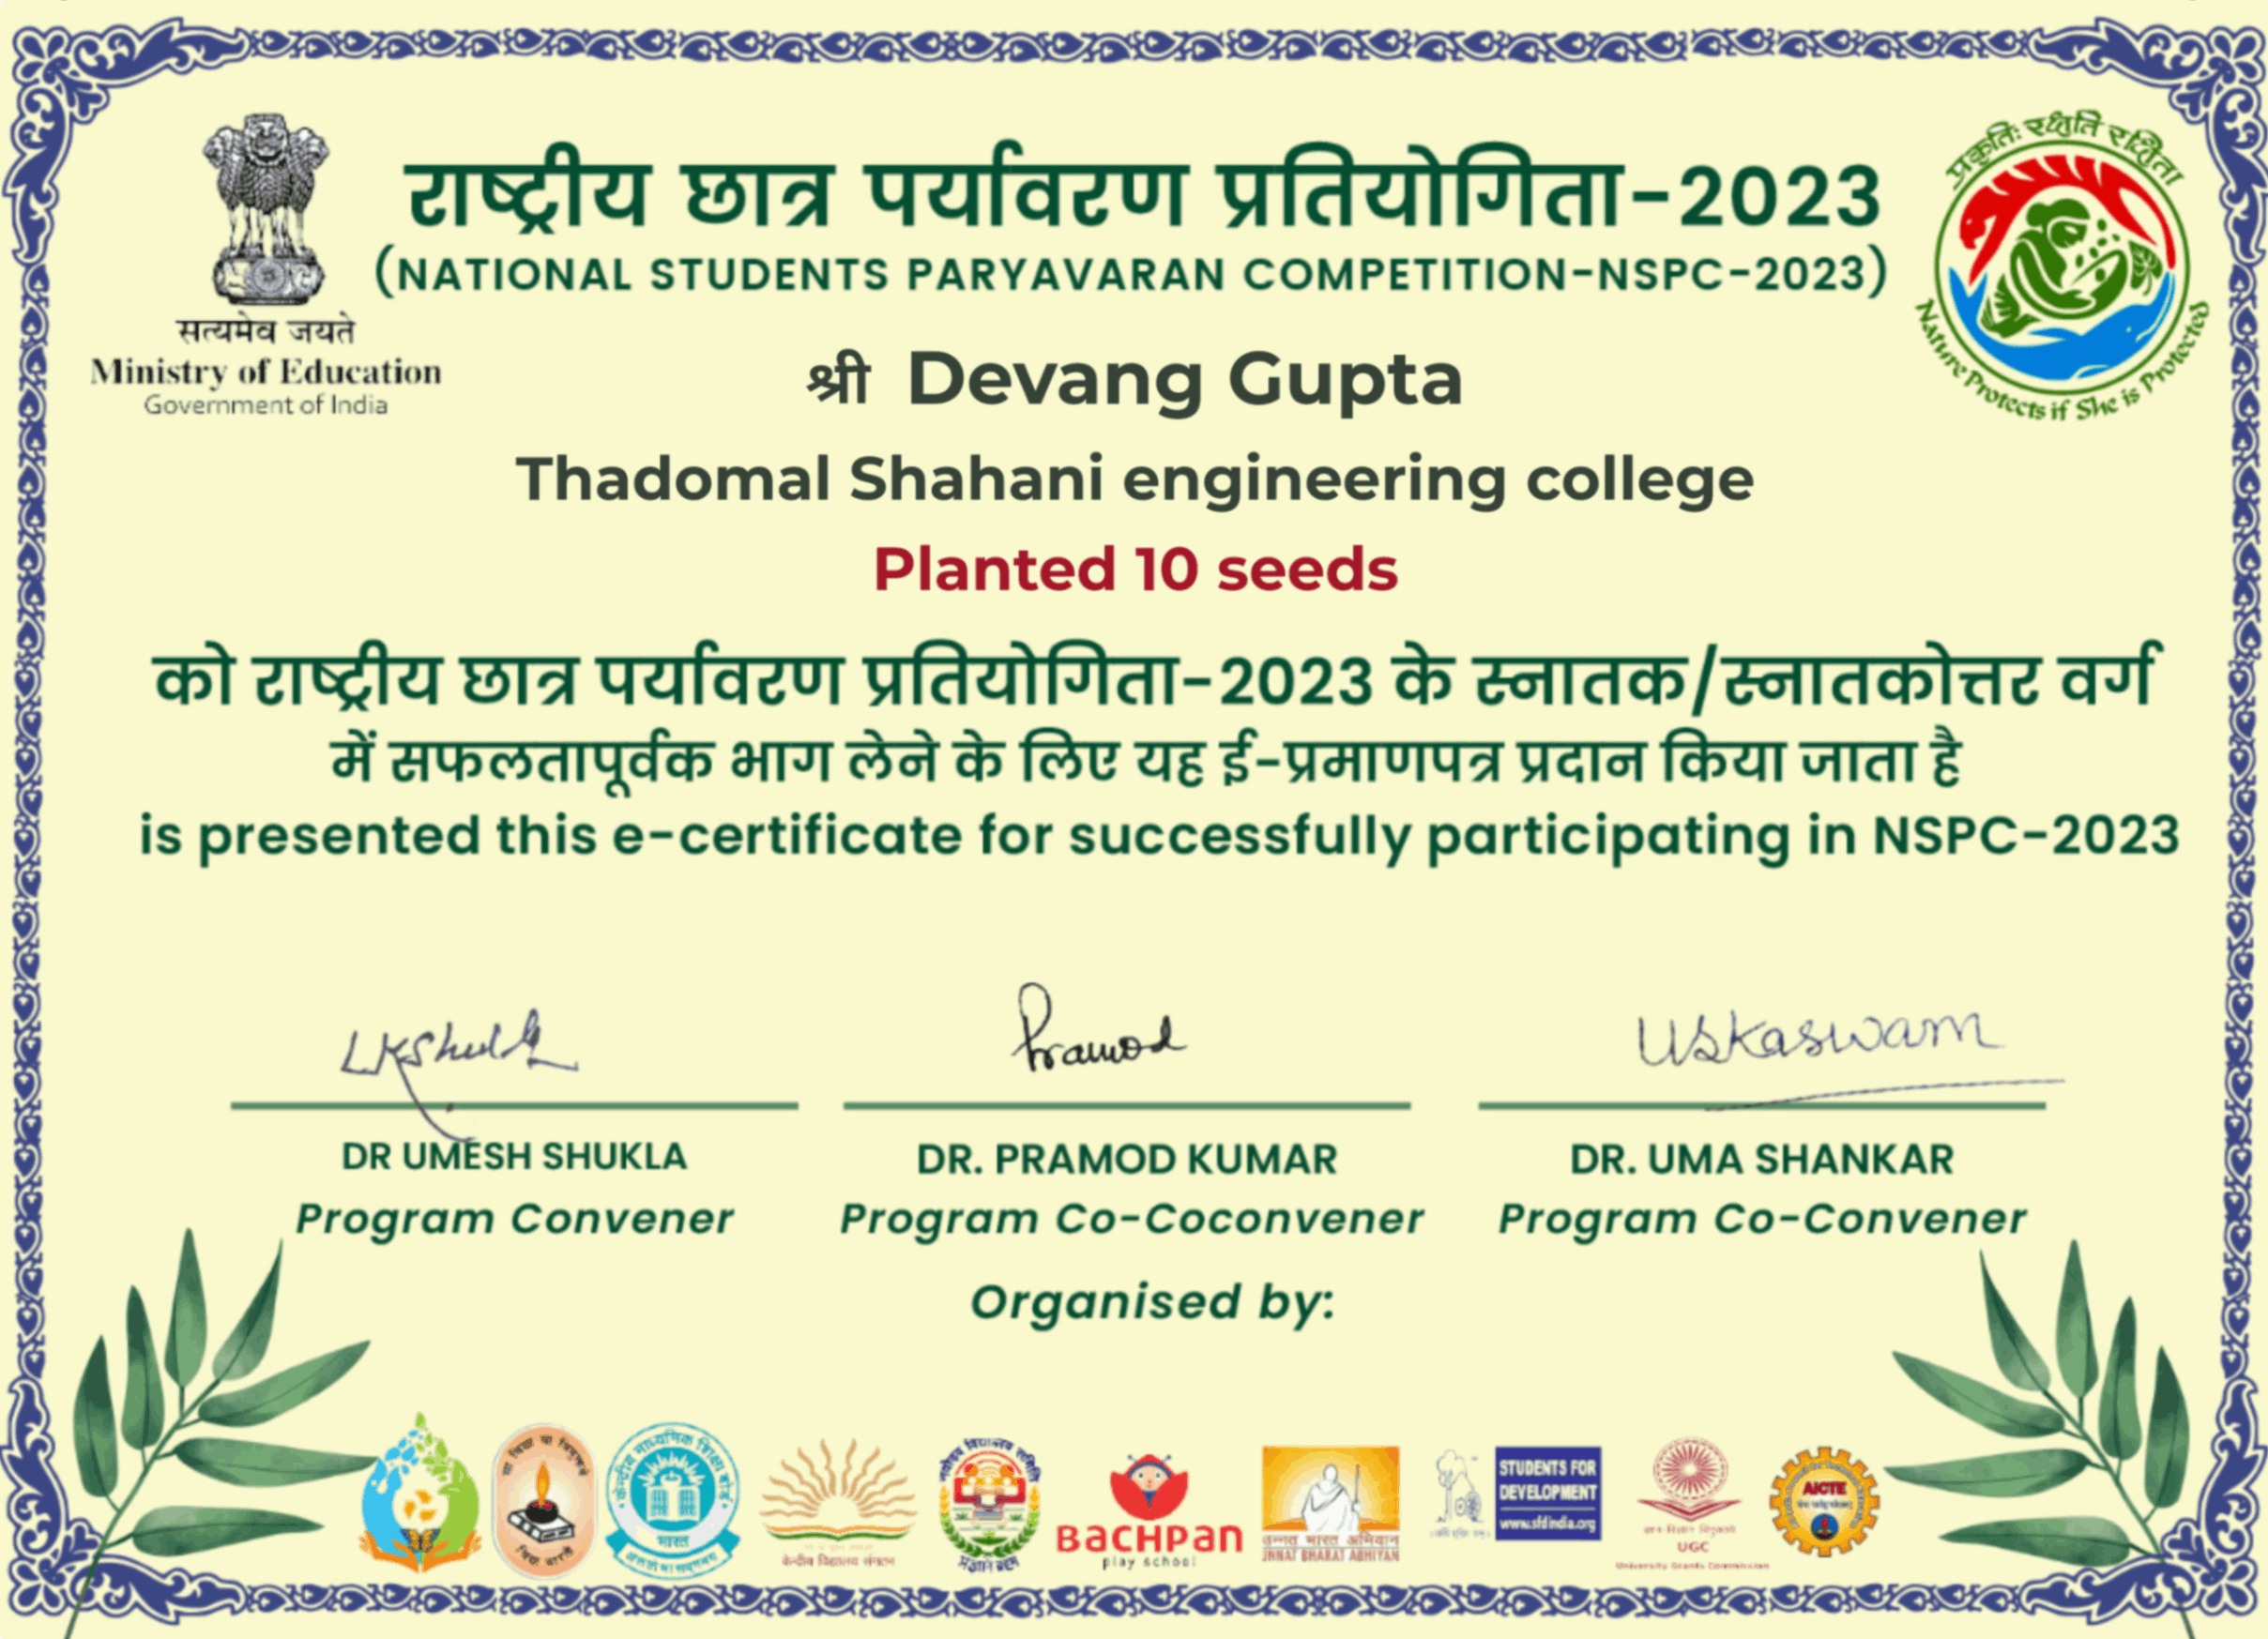 राष्ट्रीय छात्र पर्यावरण प्रतियोगिता-2023
(NATIONAL STUDENTS PARYAVARAN COMPETITION-NSPC-2023)
सत्यमेव जयते
Ministry of Education
Government of India
प्रकृतिः रक्षति रक्षिता
Nature Protects if She is Protected
श्री Devang Gupta
Thadomal Shahani engineering college
Planted 10 seeds
को राष्ट्रीय छात्र पर्यावरण प्रतियोगिता-2023 के स्नातक/स्नातकोत्तर वर्ग
में सफलतापूर्वक भाग लेने के लिए यह ई-प्रमाणपत्र प्रदान किया जाता है
is presented this e-certificate for successfully participating in NSPC-2023
Pramod
DR UMESH SHUKLA
DR. PRAMOD KUMAR
DR. UMA SHANKAR
Program Convener
Program Co-Coconvener
Program Co-Convener
Organised by:
केन्द्रीय माध्यमिक शिक्षा बोर्ड
भारत
केन्द्रीय विद्यालय संगठन
नवोदय विद्यालय समिति
BACHPan
play school
उन्नत भारत अभियान
UNNAT BHARAT ABHIYAN
STUDENTS FOR
DEVELOPMENT
www.sfdindia.org
UGC
University Grants Commission
AICTE